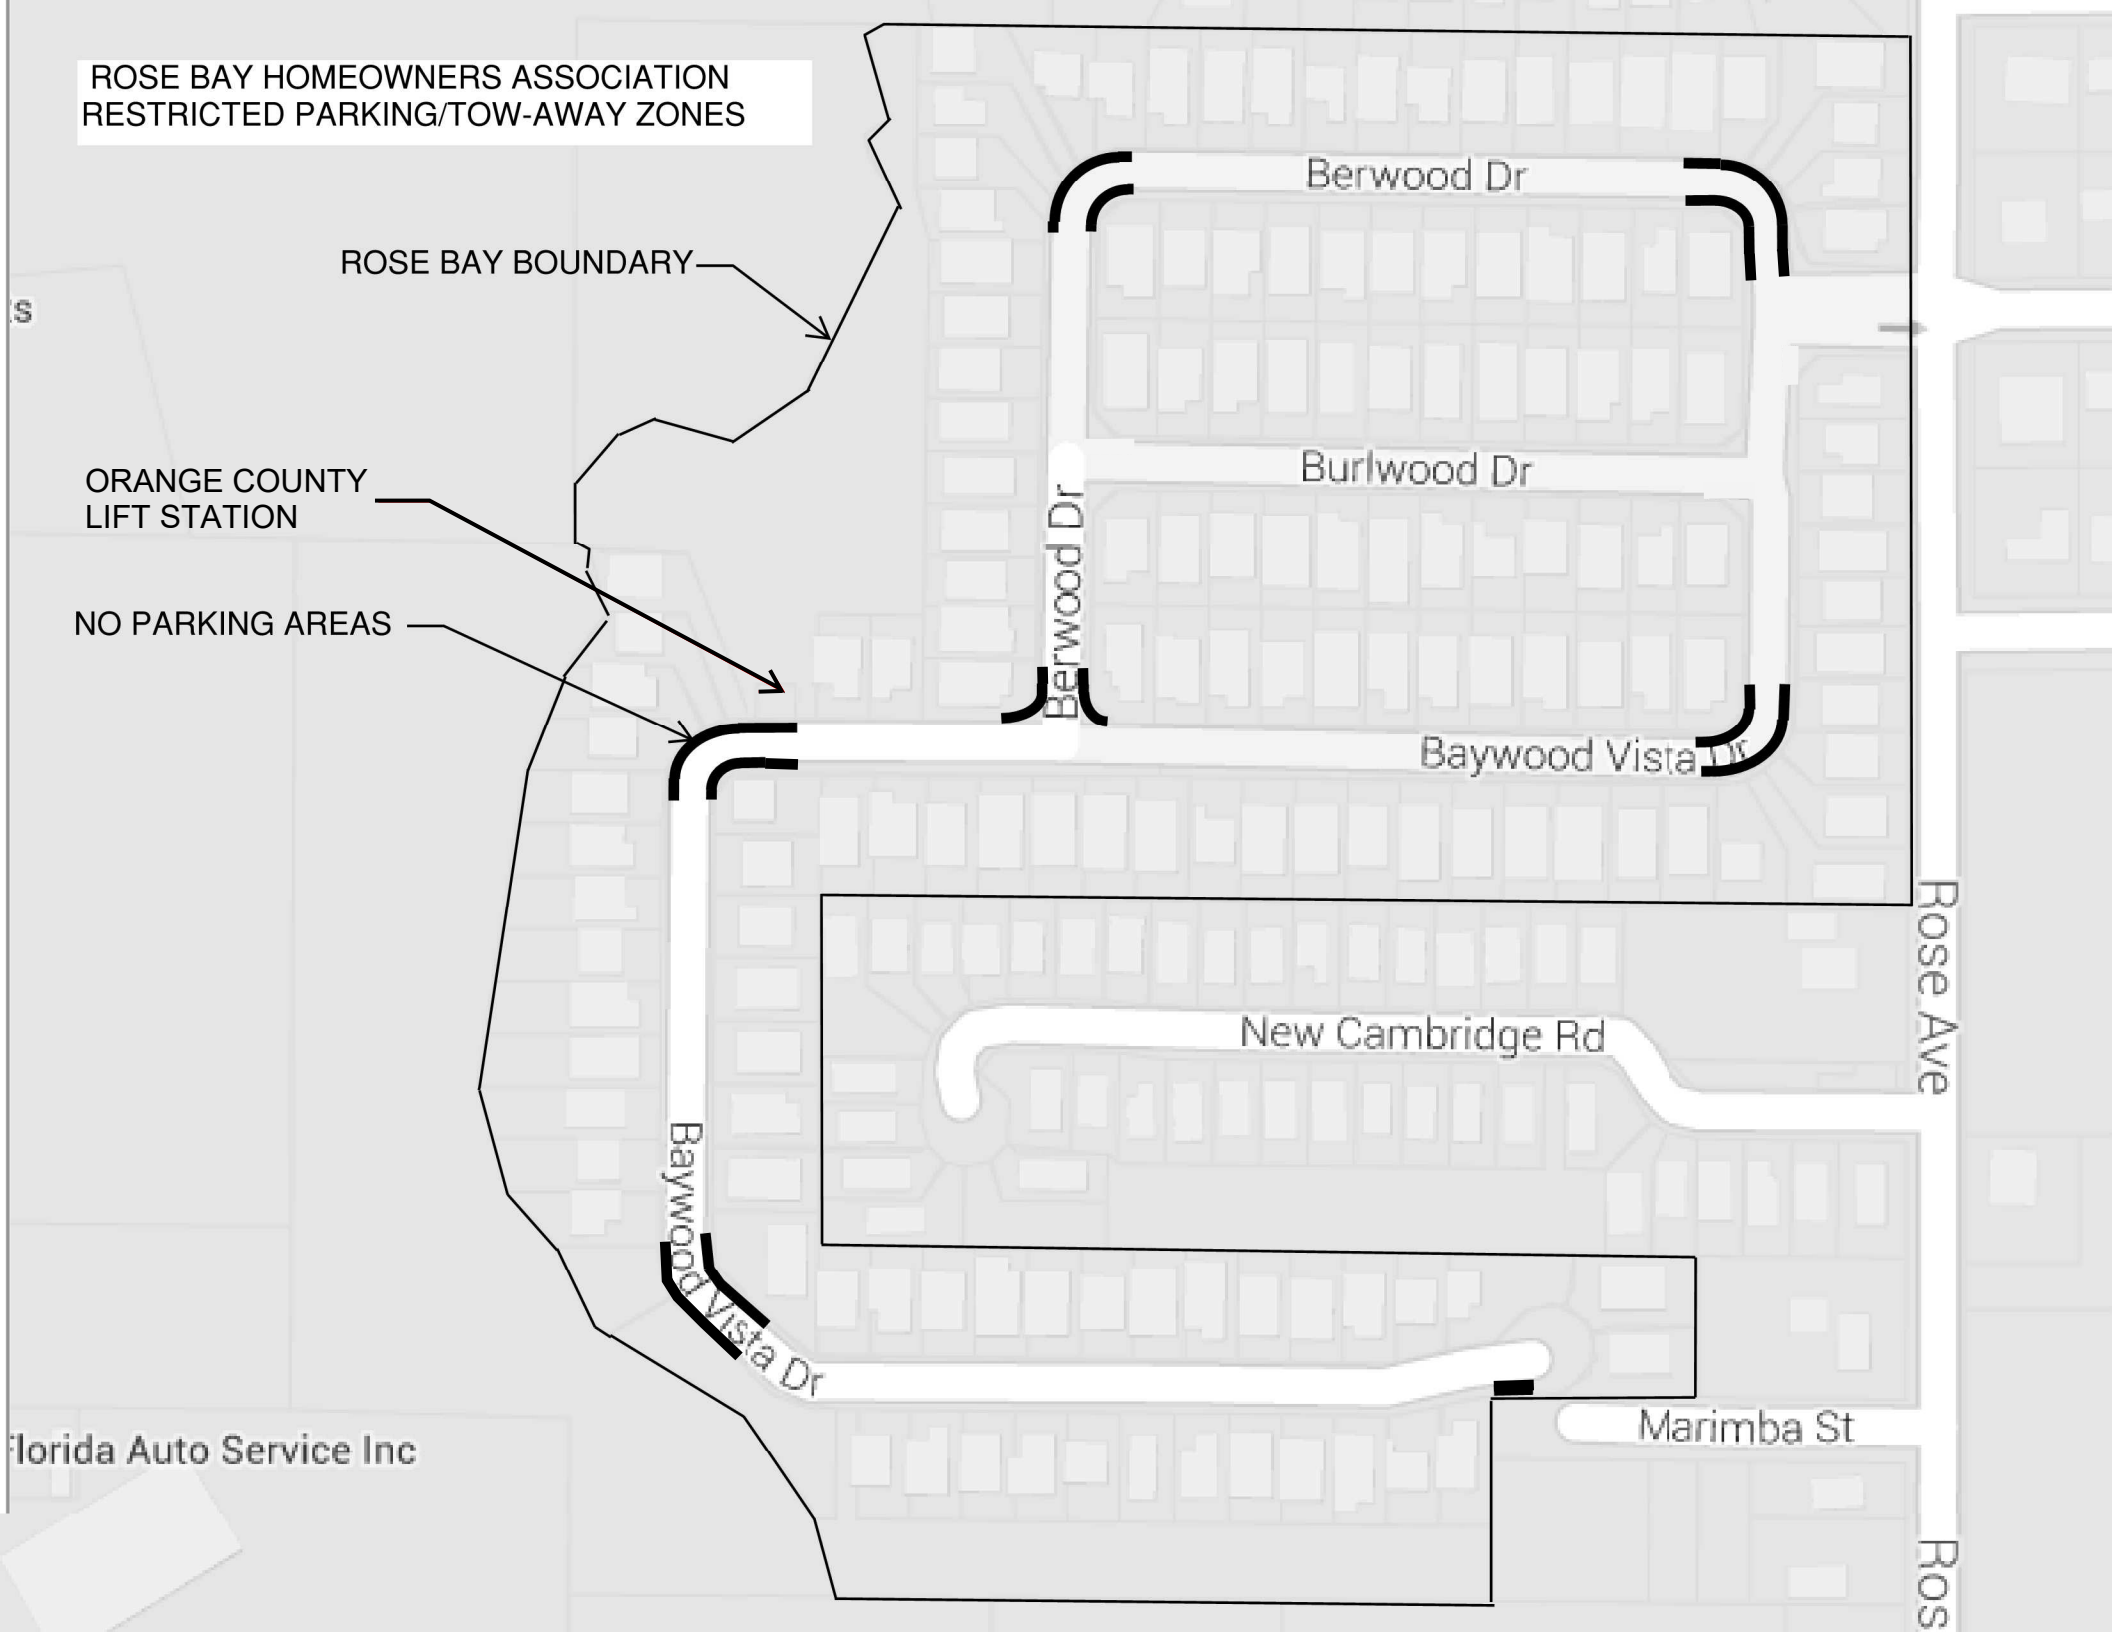 ROSE BAY HOMEOWNERS ASSOCIATION
RESTRICTED PARKING/TOW-AWAY ZONES
Berwood Dr
ROSE BAY BOUNDARY
s
ORANGE COUNTY
LIFT STATION
Burlwood Dr
Berwood Dr
NO PARKING AREAS
Baywood Vista Dr
Rose Ave
New Cambridge Rd
Baywood Vista Dr
Marimba St
Florida Auto Service Inc
Ros